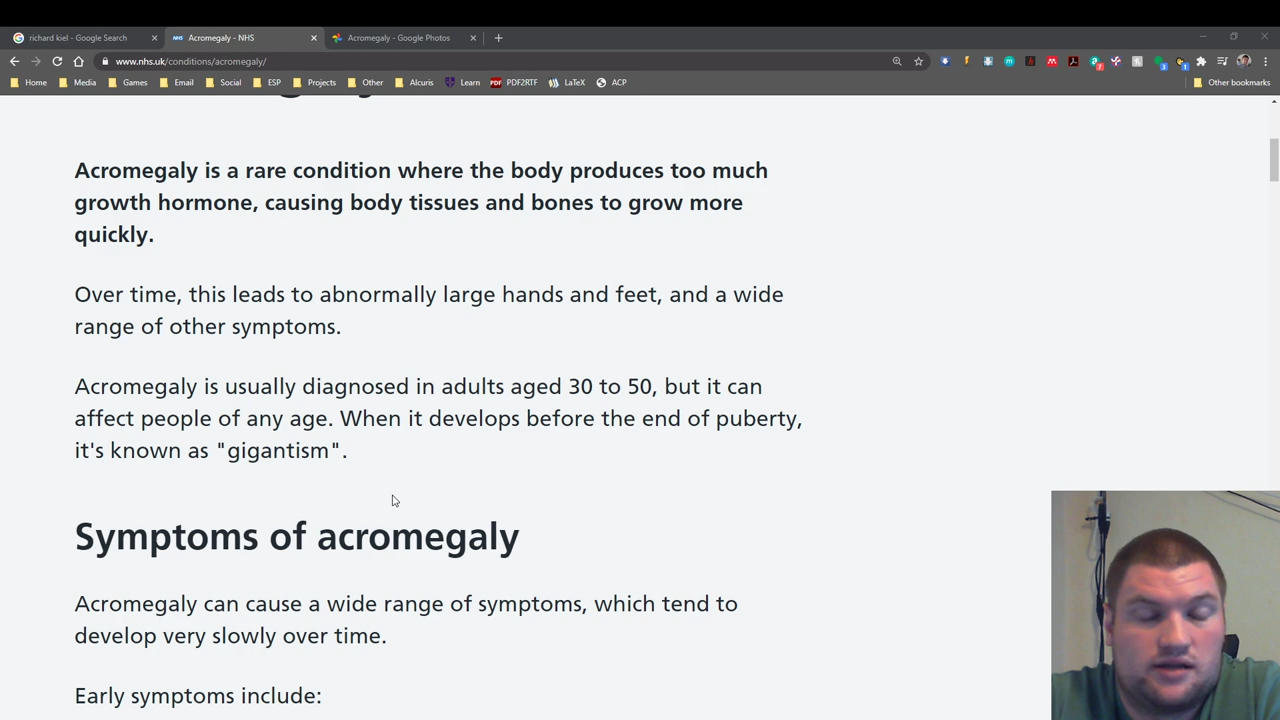 richard kiel - Google Search
Acromegaly - NHS
Acromegaly - Google Photos
www.nhs.uk/conditions/acromegaly/
Home Media Games Email Social ESP Projects Other Alcuris Learn PDF2RTF LaTeX ACP Other bookmarks
Acromegaly is a rare condition where the body produces too much
growth hormone, causing body tissues and bones to grow more
quickly.
Over time, this leads to abnormally large hands and feet, and a wide
range of other symptoms.
Acromegaly is usually diagnosed in adults aged 30 to 50, but it can
affect people of any age. When it develops before the end of puberty,
it's known as "gigantism".
Symptoms of acromegaly
Acromegaly can cause a wide range of symptoms, which tend to
develop very slowly over time.
Early symptoms include: